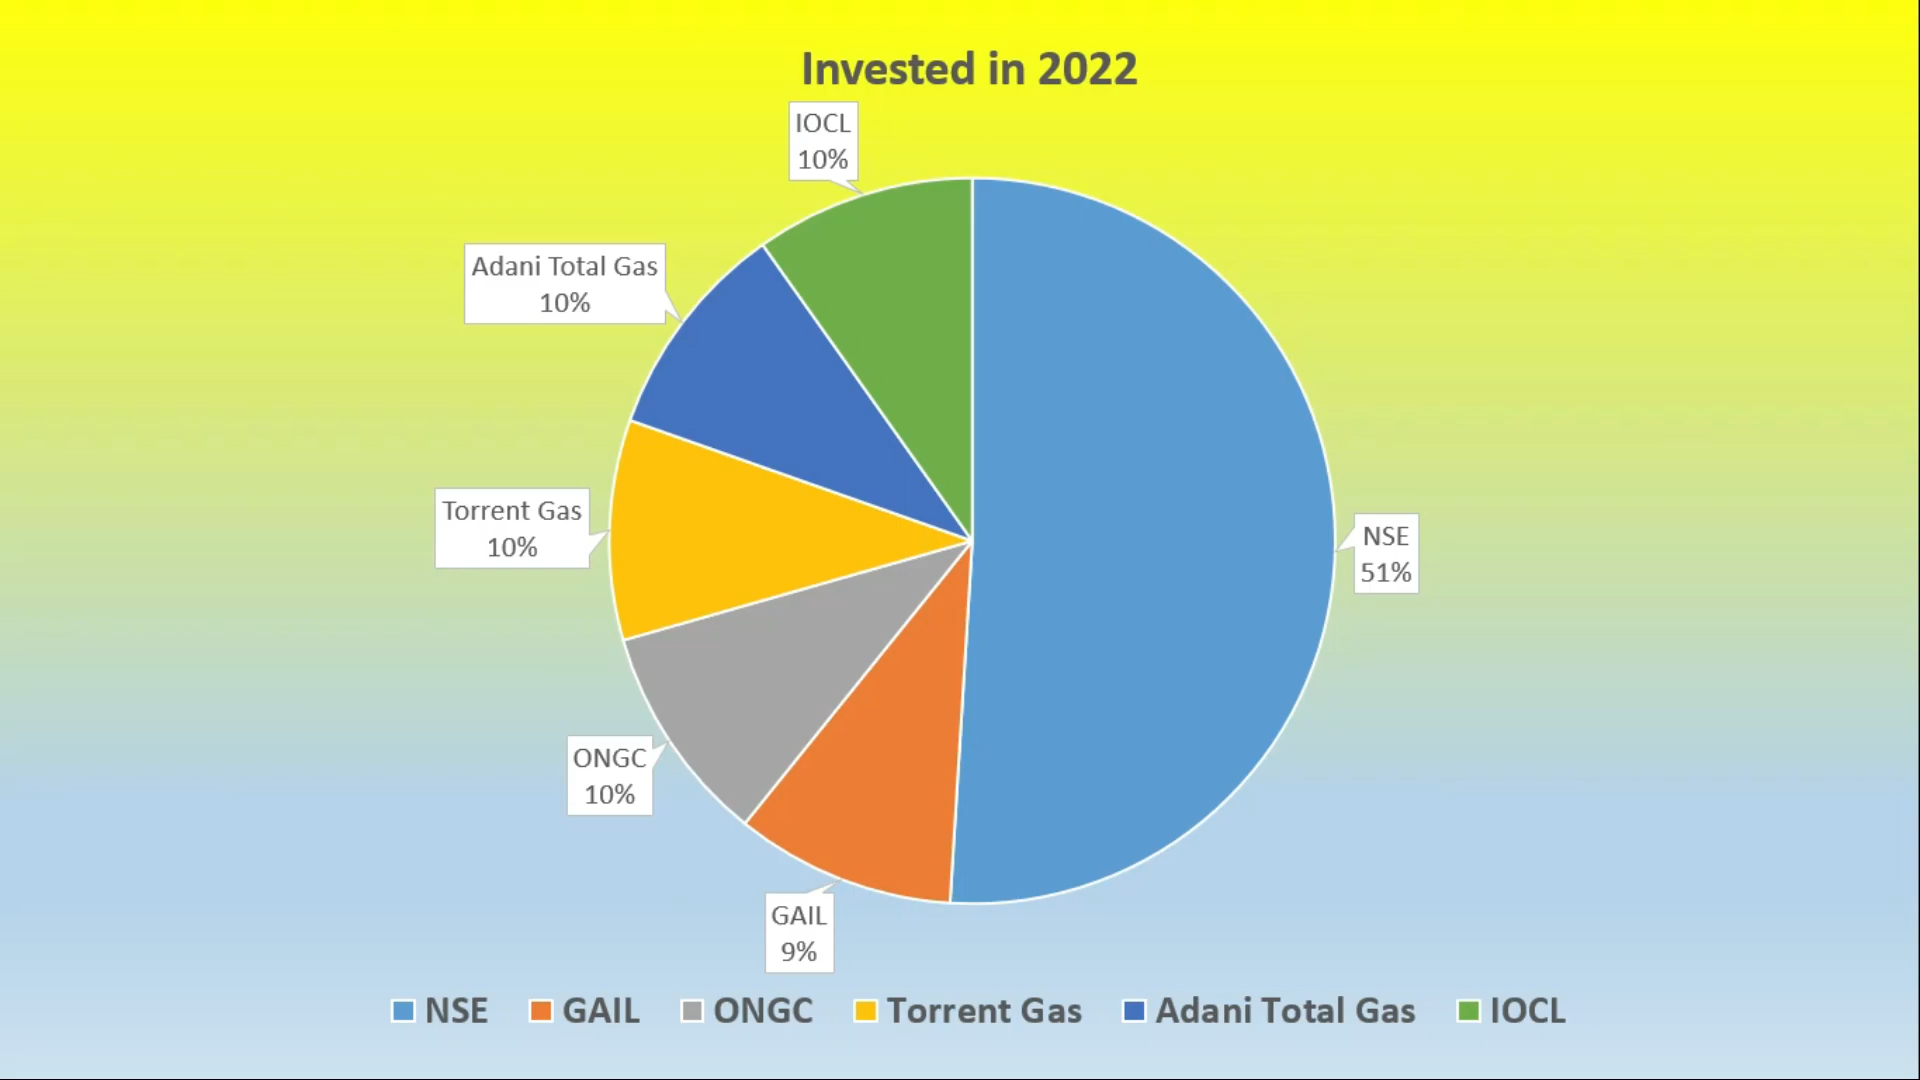 Invested in 2022
IOCL
10%
Adani Total Gas
10%
Torrent Gas
10%
NSE
51%
ONGC
10%
GAIL
9%
NSE GAIL ONGC Torrent Gas Adani Total Gas IOCL